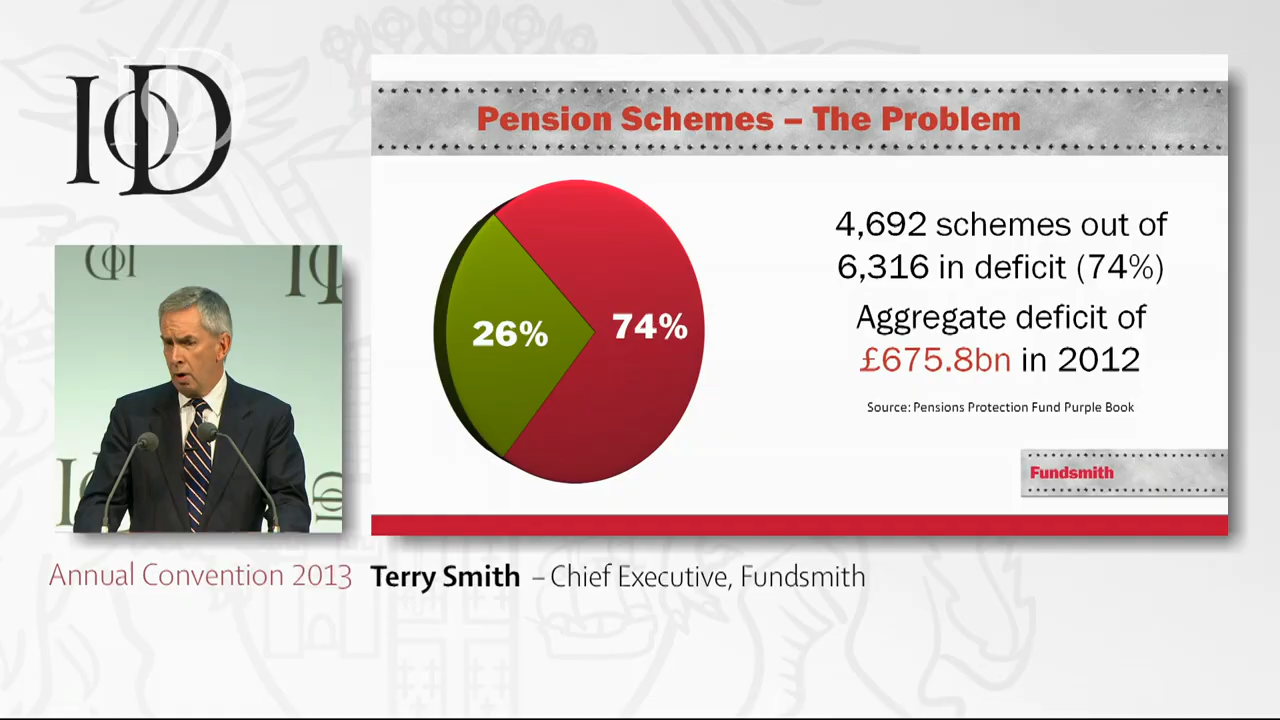 IoD
Pension Schemes – The Problem
26%
74%
4,692 schemes out of
6,316 in deficit (74%)
Aggregate deficit of
£675.8bn in 2012
Source: Pensions Protection Fund Purple Book
Fundsmith
Annual Convention 2013
Terry Smith – Chief Executive, Fundsmith